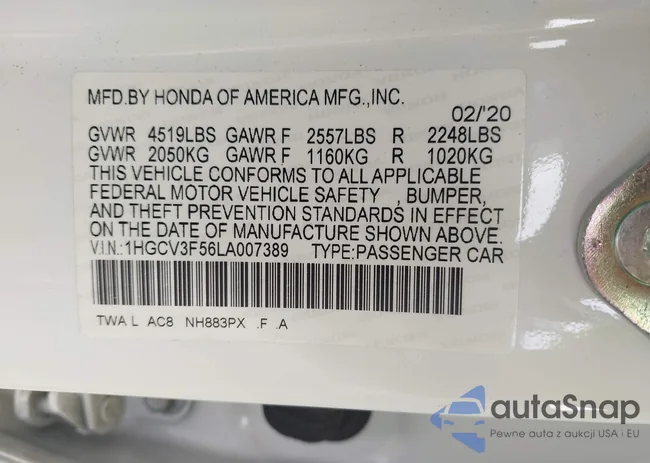 MFD.BY HONDA OF AMERICA MFG.,INC.
02/'20
GVWR 4519LBS GAWR F 2557LBS R 2248LBS
GVWR 2050KG GAWR F 1160KG R 1020KG
THIS VEHICLE CONFORMS TO ALL APPLICABLE
FEDERAL MOTOR VEHICLE SAFETY , BUMPER,
AND THEFT PREVENTION STANDARDS IN EFFECT
ON THE DATE OF MANUFACTURE SHOWN ABOVE.
V.I.N.:1HGCV3F56LA007389 TYPE:PASSENGER CAR
TWA L AC8 NH883PX .F .A
autoSnap
Pewne auta z aukcji USA i EU